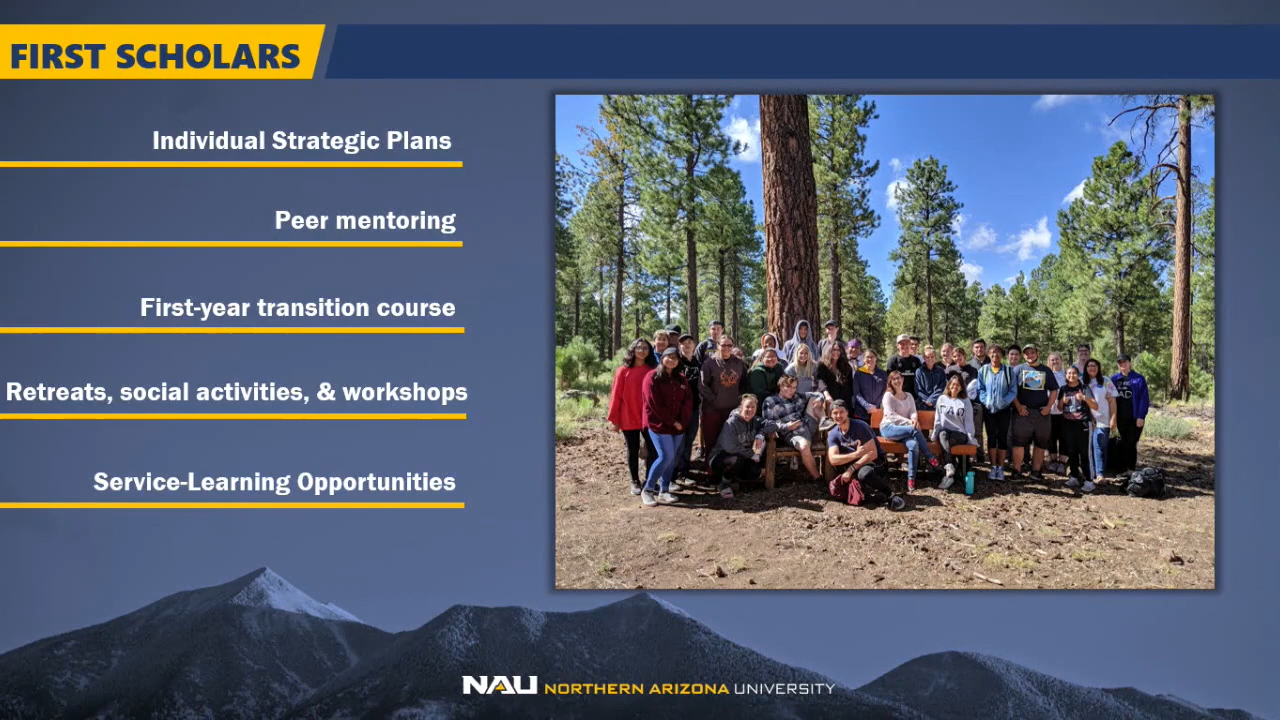 FIRST SCHOLARS
Individual Strategic Plans
Peer mentoring
First-year transition course
Retreats, social activities, & workshops
Service-Learning Opportunities
NAU NORTHERN ARIZONA UNIVERSITY